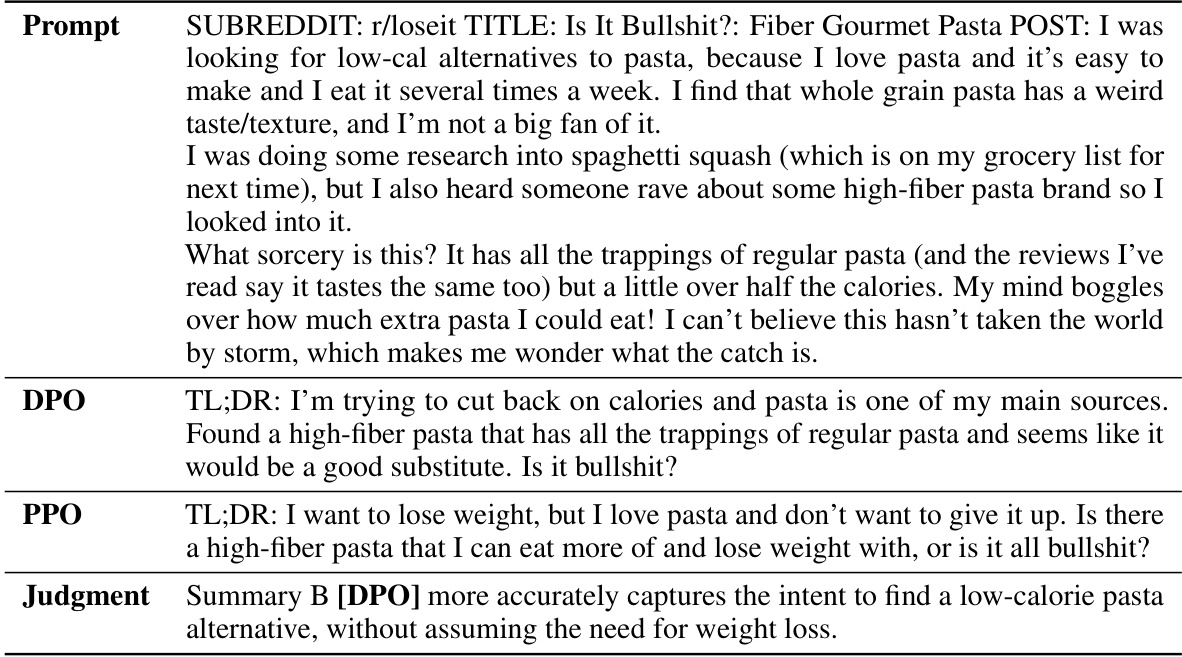 Prompt SUBREDDIT: r/loseit TITLE: Is It Bullshit?: Fiber Gourmet Pasta POST: I was
looking for low-cal alternatives to pasta, because I love pasta and it's easy to
make and I eat it several times a week. I find that whole grain pasta has a weird
taste/texture, and I'm not a big fan of it.
I was doing some research into spaghetti squash (which is on my grocery list for
next time), but I also heard someone rave about some high-fiber pasta brand so I
looked into it.
What sorcery is this? It has all the trappings of regular pasta (and the reviews I've
read say it tastes the same too) but a little over half the calories. My mind boggles
over how much extra pasta I could eat! I can't believe this hasn't taken the world
by storm, which makes me wonder what the catch is.
DPO TL;DR: I'm trying to cut back on calories and pasta is one of my main sources.
Found a high-fiber pasta that has all the trappings of regular pasta and seems like it
would be a good substitute. Is it bullshit?
PPO TL;DR: I want to lose weight, but I love pasta and don't want to give it up. Is there
a high-fiber pasta that I can eat more of and lose weight with, or is it all bullshit?
Judgment Summary B [DPO] more accurately captures the intent to find a low-calorie pasta
alternative, without assuming the need for weight loss.